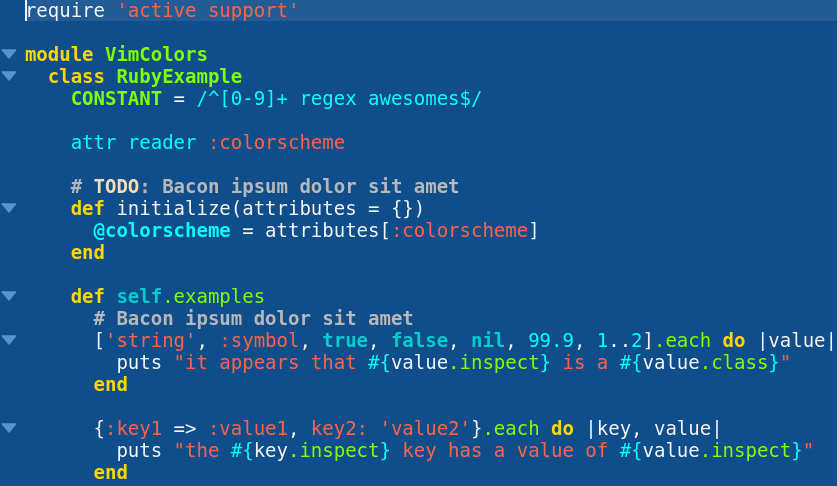 require 'active support'
module VimColors
class RubyExample
CONSTANT = /^[0-9]+ regex awesomes$/
attr reader :colorscheme
# TODO: Bacon ipsum dolor sit amet
def initialize(attributes = {})
@colorscheme = attributes[:colorscheme]
end
def self.examples
# Bacon ipsum dolor sit amet
['string', :symbol, true, false, nil, 99.9, 1..2].each do |value|
puts "it appears that #{value.inspect} is a #{value.class}"
end
{:key1 => :value1, key2: 'value2'}.each do |key, value|
puts "the #{key.inspect} key has a value of #{value.inspect}"
end